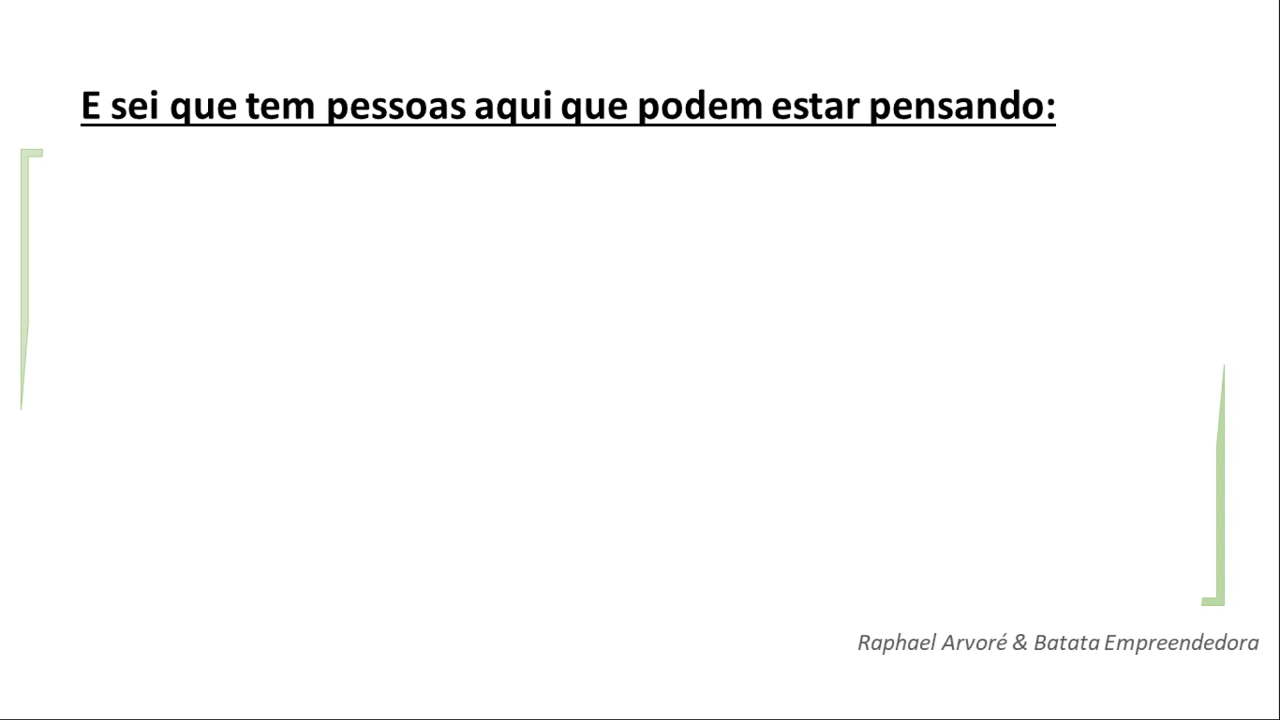 E sei que tem pessoas aqui que podem estar pensando:
Raphael Arvoré & Batata Empreendedora